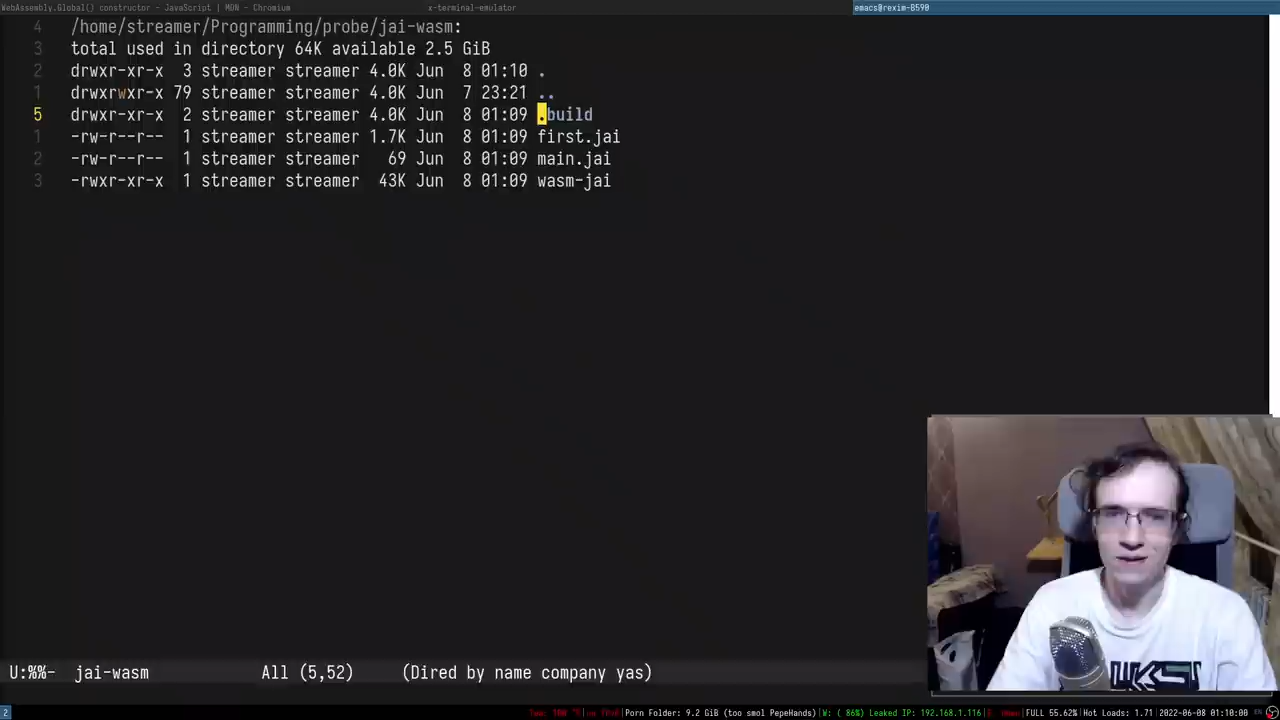 WebAssembly.Global() constructor - JavaScript | MDN - Chromium
x-terminal-emulator
emacs@rexim-8590
4 /home/streamer/Programming/probe/jai-wasm:
3 total used in directory 64K available 2.5 GiB
2 drwxr-xr-x 3 streamer streamer 4.0K Jun 8 01:10 .
1 drwxrwxr-x 79 streamer streamer 4.0K Jun 7 23:21 ..
5 drwxr-xr-x 2 streamer streamer 4.0K Jun 8 01:09 .build
1 -rw-r--r-- 1 streamer streamer 1.7K Jun 8 01:09 first.jai
2 -rw-r--r-- 1 streamer streamer 69 Jun 8 01:09 main.jai
3 -rwxr-xr-x 1 streamer streamer 43K Jun 8 01:09 wasm-jai
U:%%- jai-wasm All (5,52) (Dired by name company yas)
2 Porn Folder: 9.2 GiB (too smol PepeHands)|W: ( 86%) Leaked IP: 192.168.1.116| FULL 55.62%|Hot Loads: 1.71|2022-06-08 01:10:00 EN